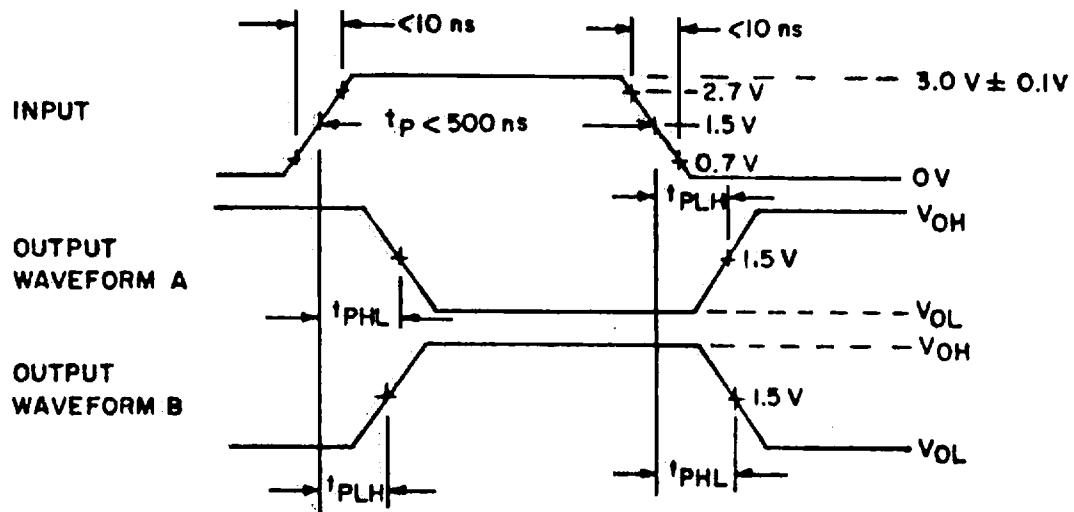 <10 ns <10 ns
INPUT
3.0 V ± 0.1V
2.7 V
tp < 500 ns
1.5 V
0.7 V
0V
tPLH
VOH
OUTPUT
WAVEFORM A
1.5 V
tPHL
VOL
VOH
OUTPUT
WAVEFORM B
1.5 V
VOL
tPLH
tPHL